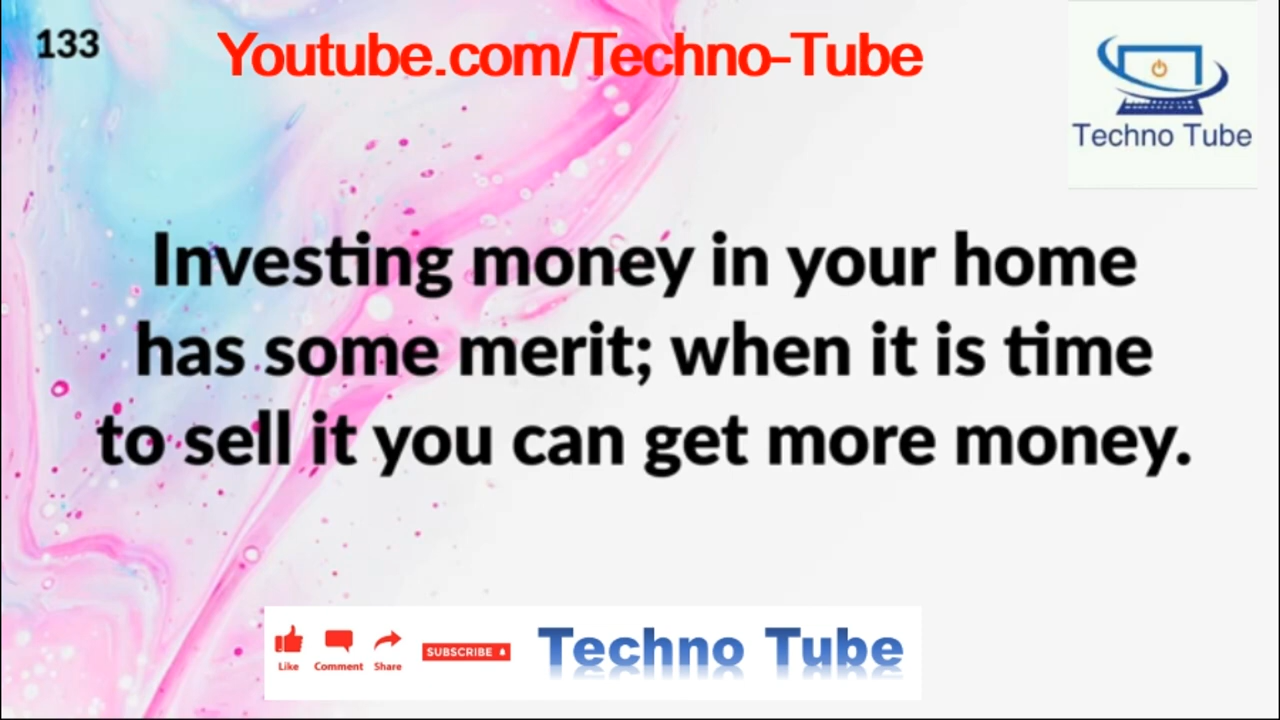 133
Youtube.com/Techno-Tube
Techno Tube
Investing money in your home
has some merit; when it is time
to sell it you can get more money.
Like Comment Share SUBSCRIBE Techno Tube